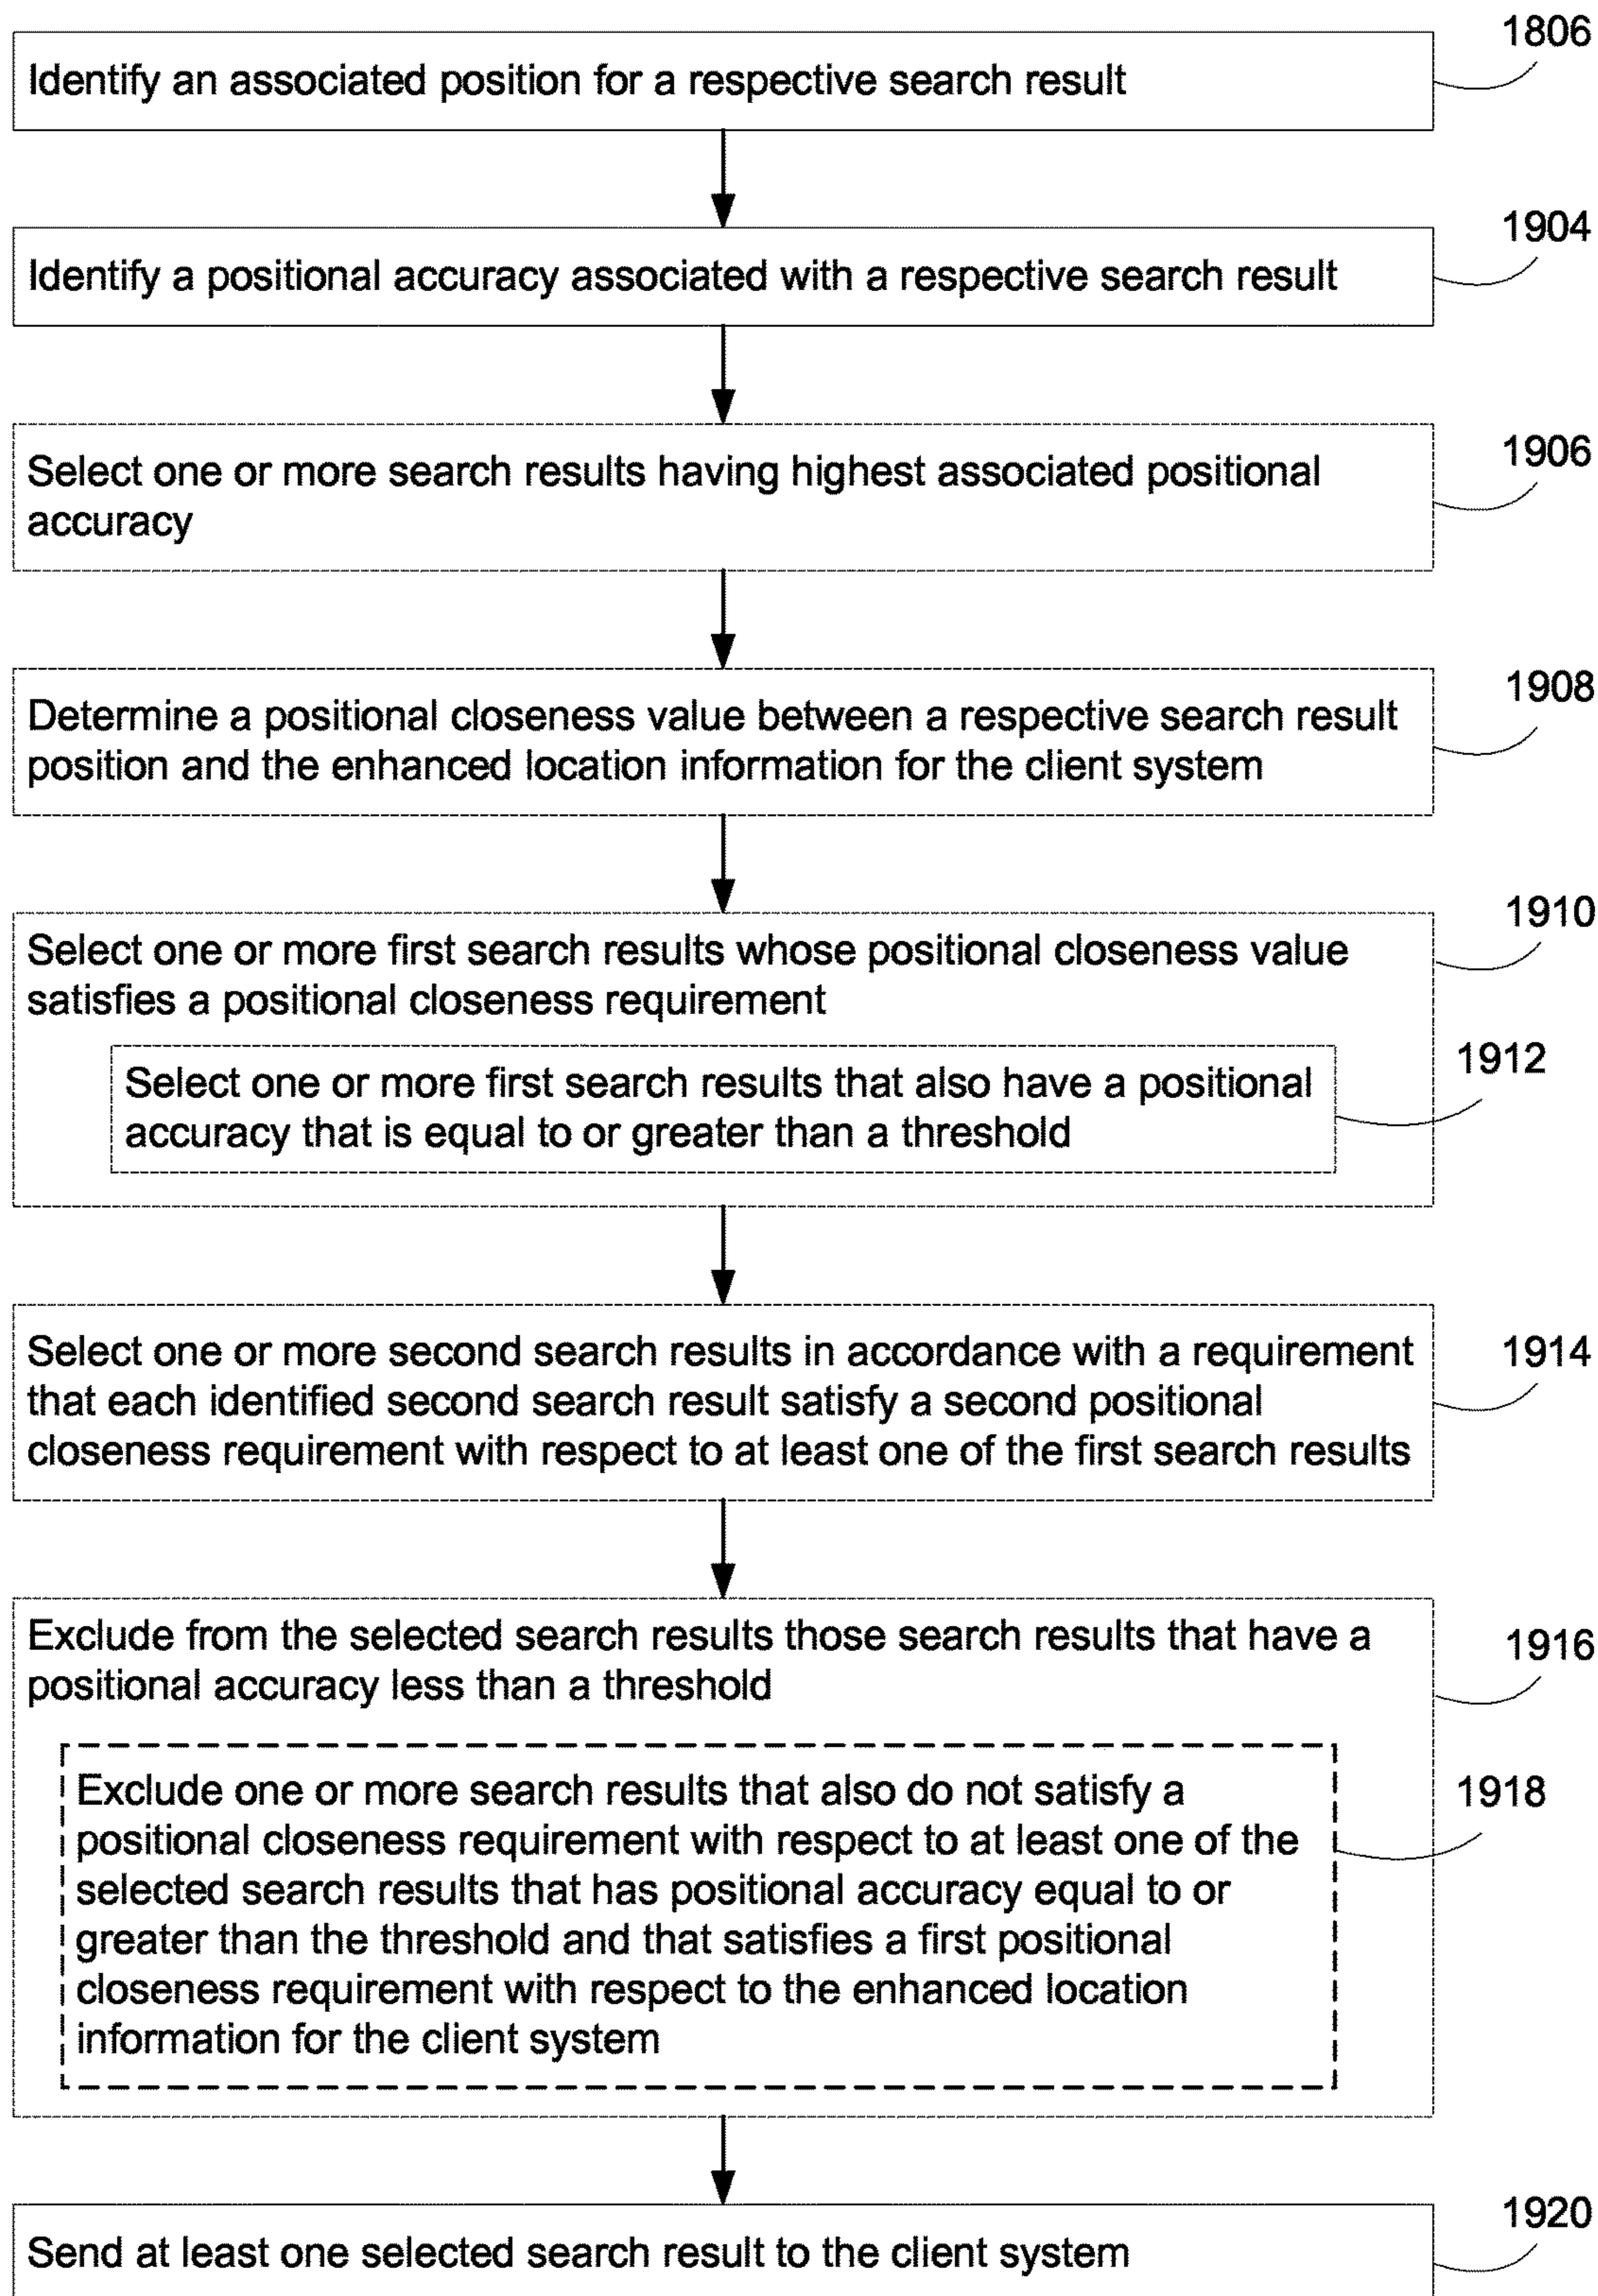 1806
Identify an associated position for a respective search result
1904
Identify a positional accuracy associated with a respective search result
1906
Select one or more search results having highest associated positional
accuracy
1908
Determine a positional closeness value between a respective search result
position and the enhanced location information for the client system
1910
Select one or more first search results whose positional closeness value
satisfies a positional closeness requirement
1912
Select one or more first search results that also have a positional
accuracy that is equal to or greater than a threshold
1914
Select one or more second search results in accordance with a requirement
that each identified second search result satisfy a second positional
closeness requirement with respect to at least one of the first search results
1916
Exclude from the selected search results those search results that have a
positional accuracy less than a threshold
1918
Exclude one or more search results that also do not satisfy a
positional closeness requirement with respect to at least one of the
selected search results that has positional accuracy equal to or
greater than the threshold and that satisfies a first positional
closeness requirement with respect to the enhanced location
information for the client system
1920
Send at least one selected search result to the client system